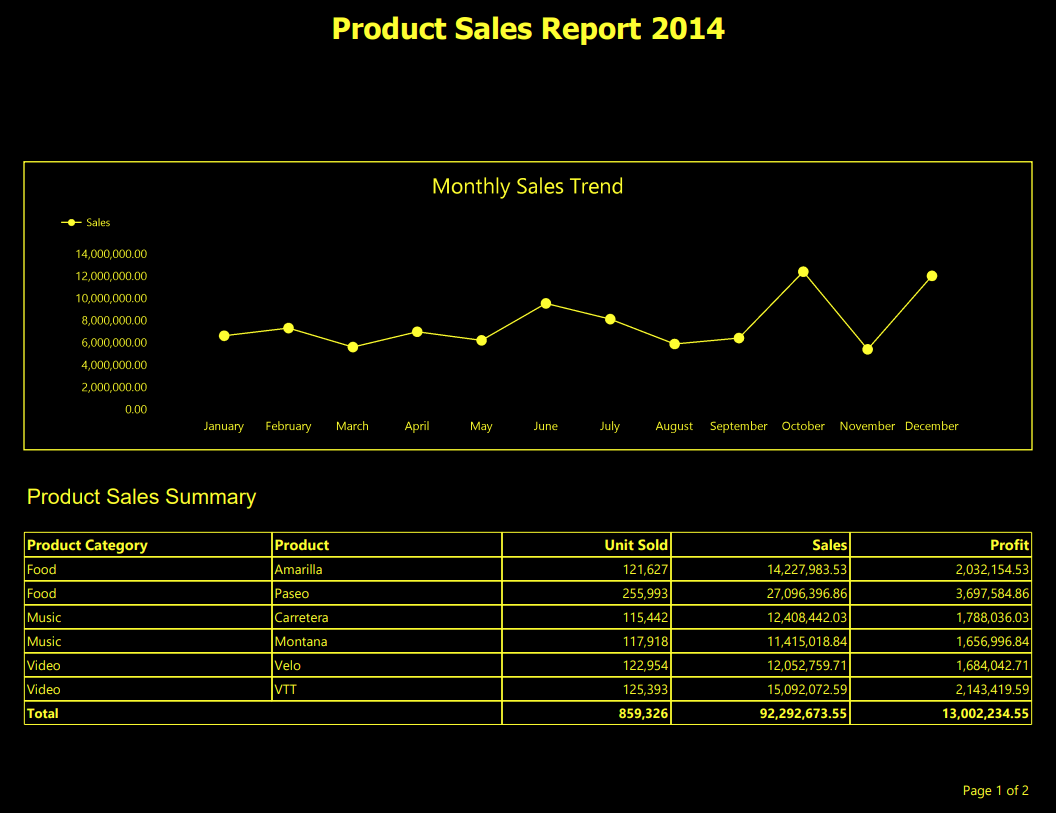 Product Sales Report 2014
Monthly Sales Trend
Sales
14,000,000.00
12,000,000.00
10,000,000.00
8,000,000.00
6,000,000.00
4,000,000.00
2,000,000.00
0.00
January February March April May June July August September October November December
Product Sales Summary
Product Category Product Unit Sold Sales Profit
Food Amarilla 121,627 14,227,983.53 2,032,154.53
Food Paseo 255,993 27,096,396.86 3,697,584.86
Music Carretera 115,442 12,408,442.03 1,788,036.03
Music Montana 117,918 11,415,018.84 1,656,996.84
Video Velo 122,954 12,052,759.71 1,684,042.71
Video VTT 125,393 15,092,072.59 2,143,419.59
Total 859,326 92,292,673.55 13,002,234.55
Page 1 of 2